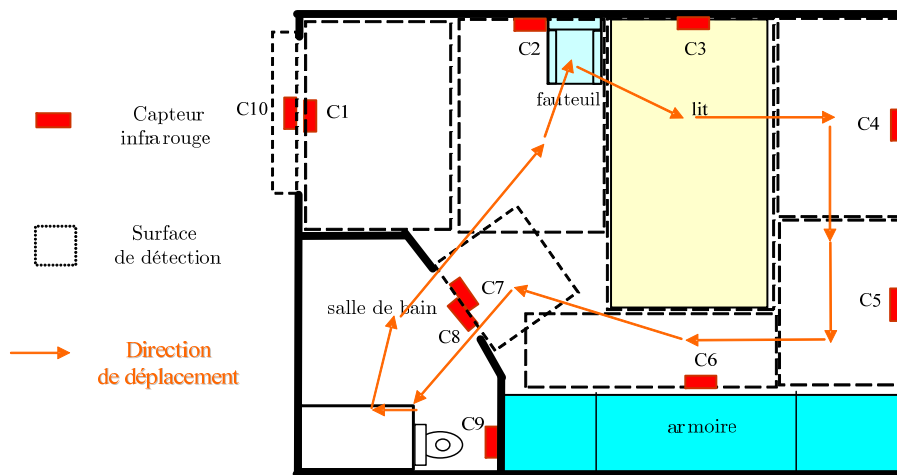 Capteur
infrarouge
Surface
de détection
Direction
de déplacement
C10
C1
C2
C3
fauteuil
lit
C4
C5
C7
salle de bain
C8
C6
C9
armoire